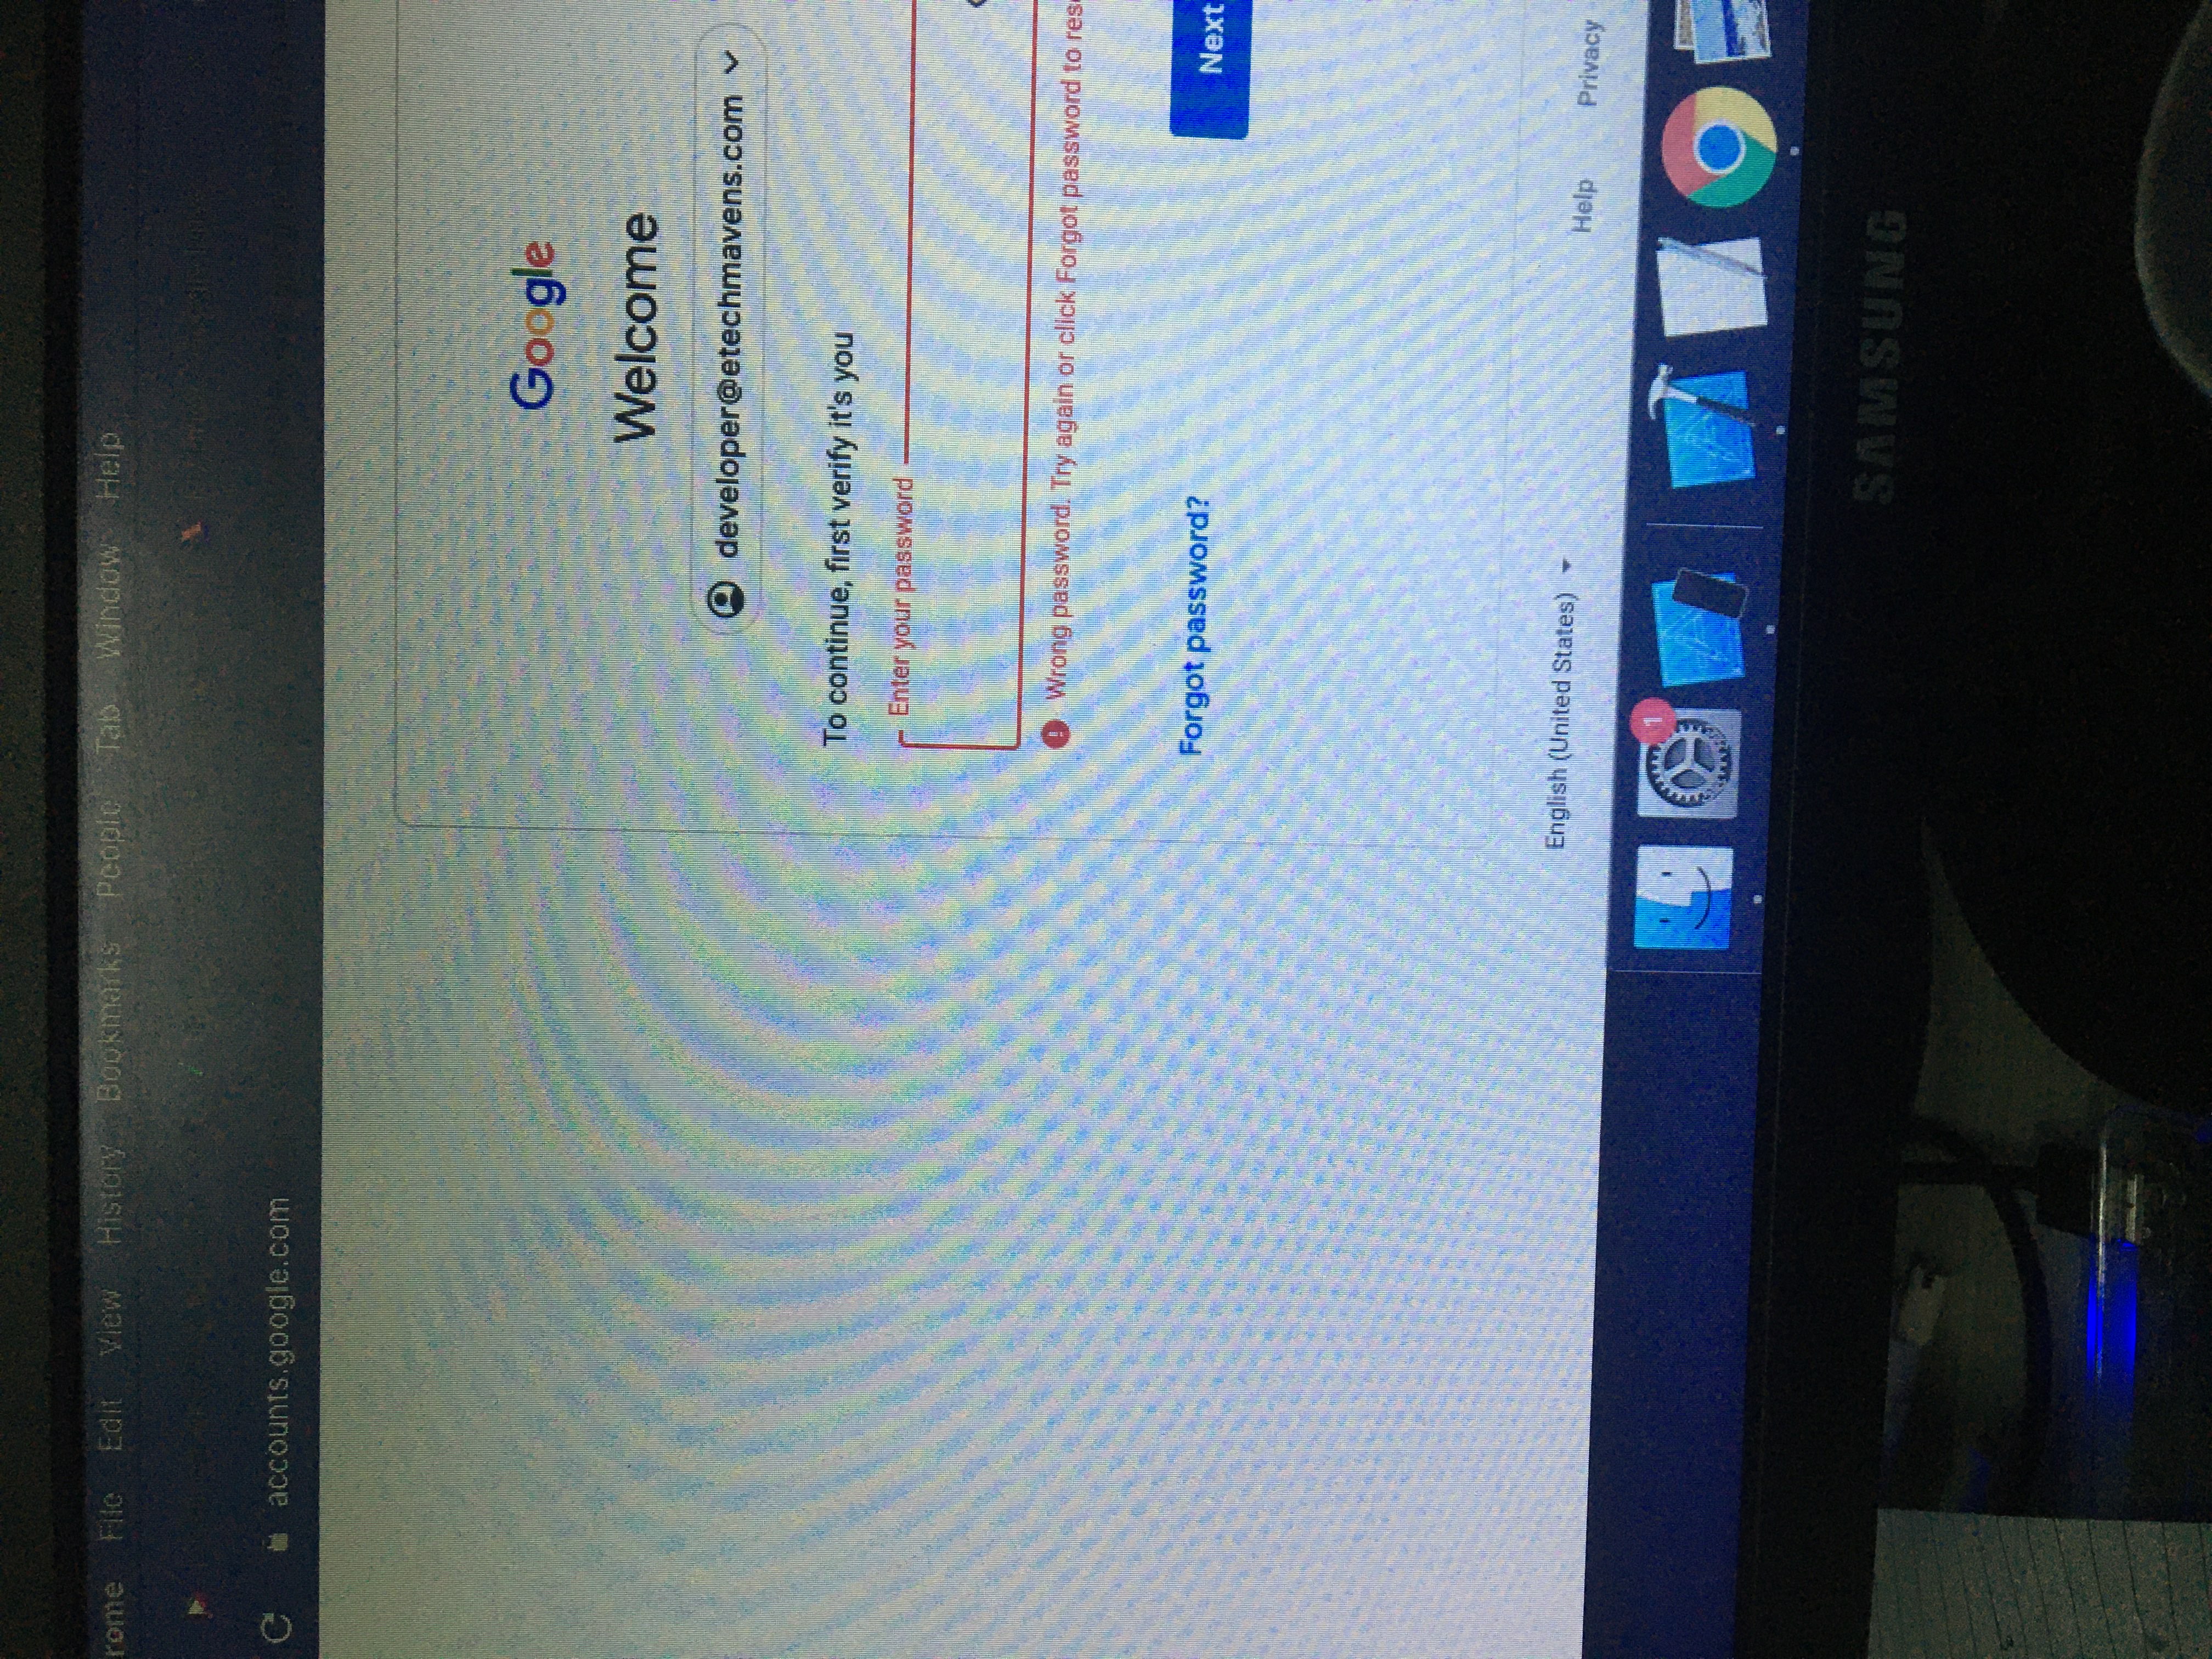 rome File Edit View History Bookmarks People Tab Window Help
accounts.google.com
Google
Welcome
developer@etechmavens.com
To continue, first verify it's you
Enter your password
Wrong password. Try again or click Forgot password to res
Forgot password?
Next
English (United States)
Help Privacy
1
SAMSUNG